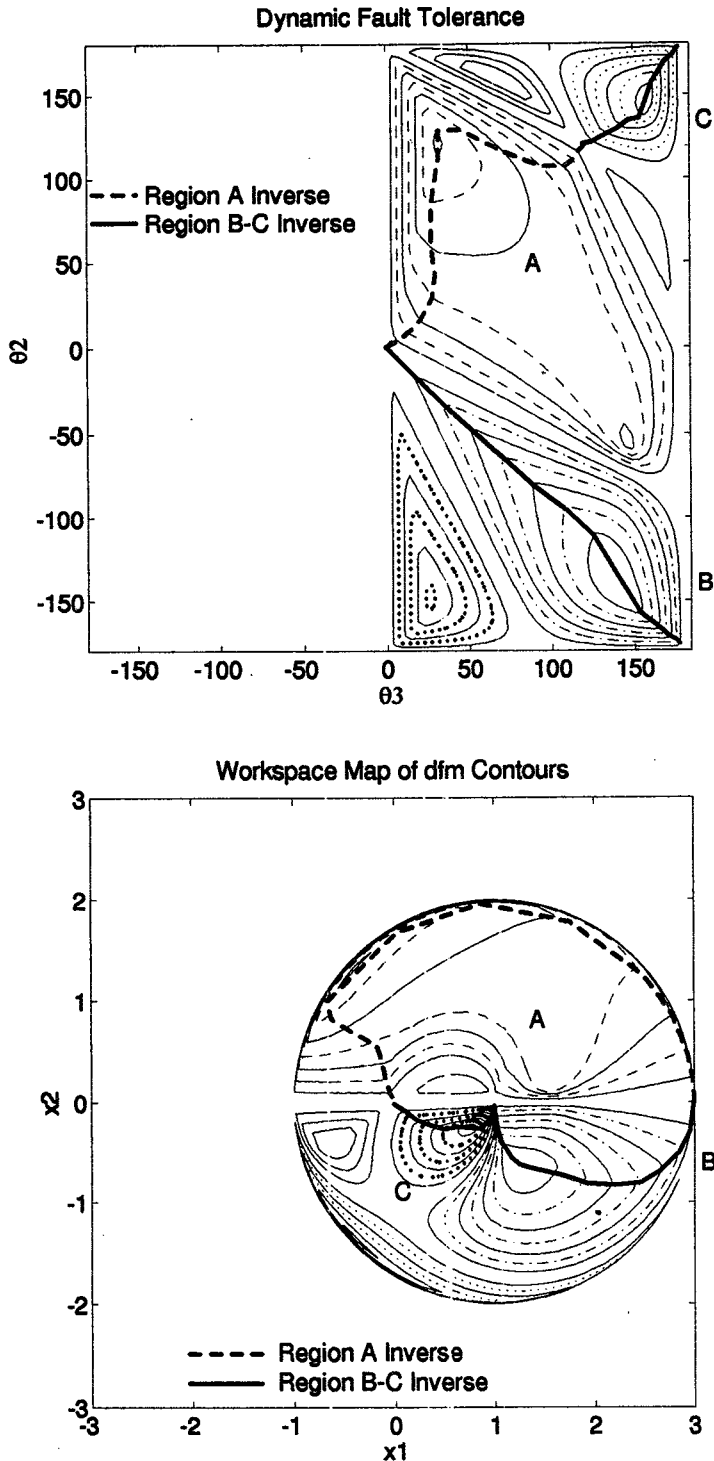 Dynamic Fault Tolerance
150
100
50
0
-50
-100
-150
θ2
Region A Inverse
Region B-C Inverse
A
C
B
-150 -100 -50 0 50 100 150
θ3
Workspace Map of dfm Contours
3
2
1
0
-1
-2
-3
x2
A
B
C
Region A Inverse
Region B-C Inverse
-3 -2 -1 0 1 2 3
x1